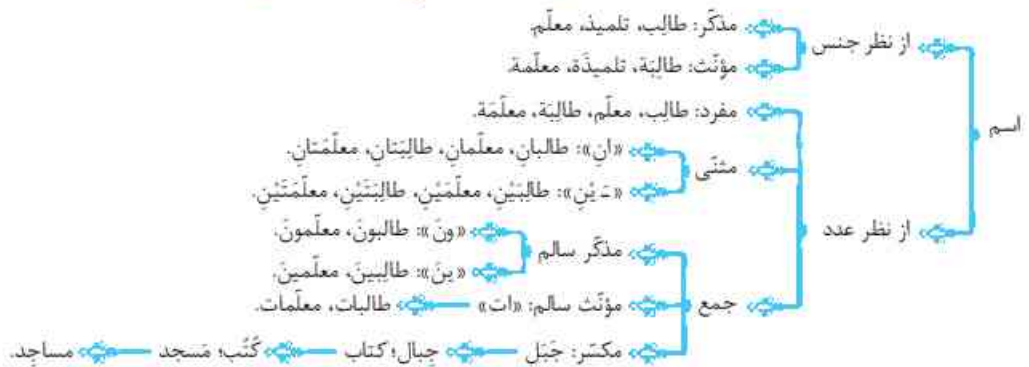 مذکّر: طالِب، تلمیذ، معلّم.
از نظر جنس
مؤنّث: طالِبَة، تلمیذَة، معلّمة.
مفرد: طالِب، معلّم، طالِبَة، معلّمَة.
اسم
«انِ»: طالبانِ، معلّمانِ، طالِبَتانِ، معلّمَتانِ.
مثنّی
«ـَ یْنِ»: طالِبَیْنِ، معلّمَیْنِ، طالِبَتَیْنِ، معلّمَتَیْنِ.
از نظر عدد
«ونَ»: طالبونَ، معلّمونَ.
مذکّر سالم
«ینَ»: طالِبینَ، معلّمینَ.
جمع
مؤنّث سالم: «ات» طالبات، معلّمات.
مکسّر: جَبَل جِبال؛ کتاب کُتُب؛ مَسجد مساجِد.